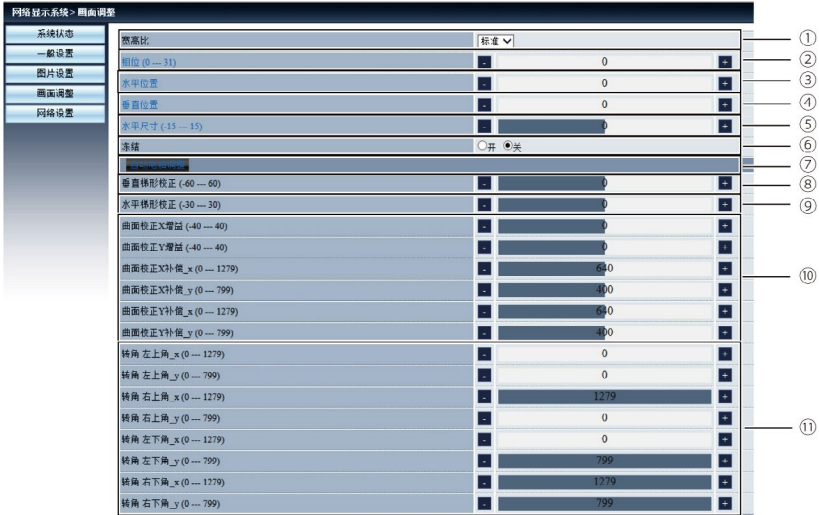 网络显示系统> 画面调整
系统状态
一般设置
图片设置
画面调整
网络设置
宽高比 标准 ①
相位 (0 --- 31) - 0 + ②
水平位置 - 0 + ③
垂直位置 - 0 + ④
水平尺寸 (-15 --- 15) - 0 + ⑤
冻结 开 关 ⑥
⑦
垂直梯形校正 (-60 --- 60) - 0 + ⑧
水平梯形校正 (-30 --- 30) - 0 + ⑨
曲面校正X增益 (-40 --- 40) - 0 +
曲面校正Y增益 (-40 --- 40) - 0 +
曲面校正X补偿_x (0 --- 1279) - 640 + ⑩
曲面校正X补偿_y (0 --- 799) - 400 +
曲面校正Y补偿_x (0 --- 1279) - 640 +
曲面校正Y补偿_y (0 --- 799) - 400 +
转角 左上角_x (0 --- 1279) - 0 +
转角 左上角_y (0 --- 799) - 0 +
转角 右上角_x (0 --- 1279) - 1279 +
转角 右上角_y (0 --- 799) - 0 + ⑪
转角 左下角_x (0 --- 1279) - 0 +
转角 左下角_y (0 --- 799) - 799 +
转角 右下角_x (0 --- 1279) - 1279 +
转角 右下角_y (0 --- 799) - 799 +